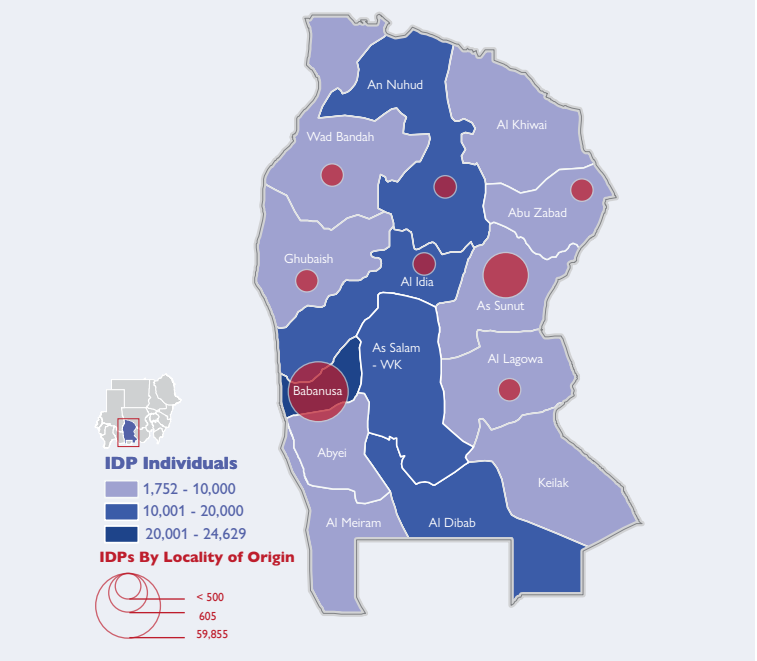 An Nuhud
Al Khiwai
Wad Bandah
Abu Zabad
Ghubaish
Al Idia
As Sunut
As Salam
- WK
Al Lagowa
Babanusa
Abyei
Keilak
Al Meiram
Al Dibab
IDP Individuals
1,752 - 10,000
10,001 - 20,000
20,001 - 24,629
IDPs By Locality of Origin
< 500
605
59,855